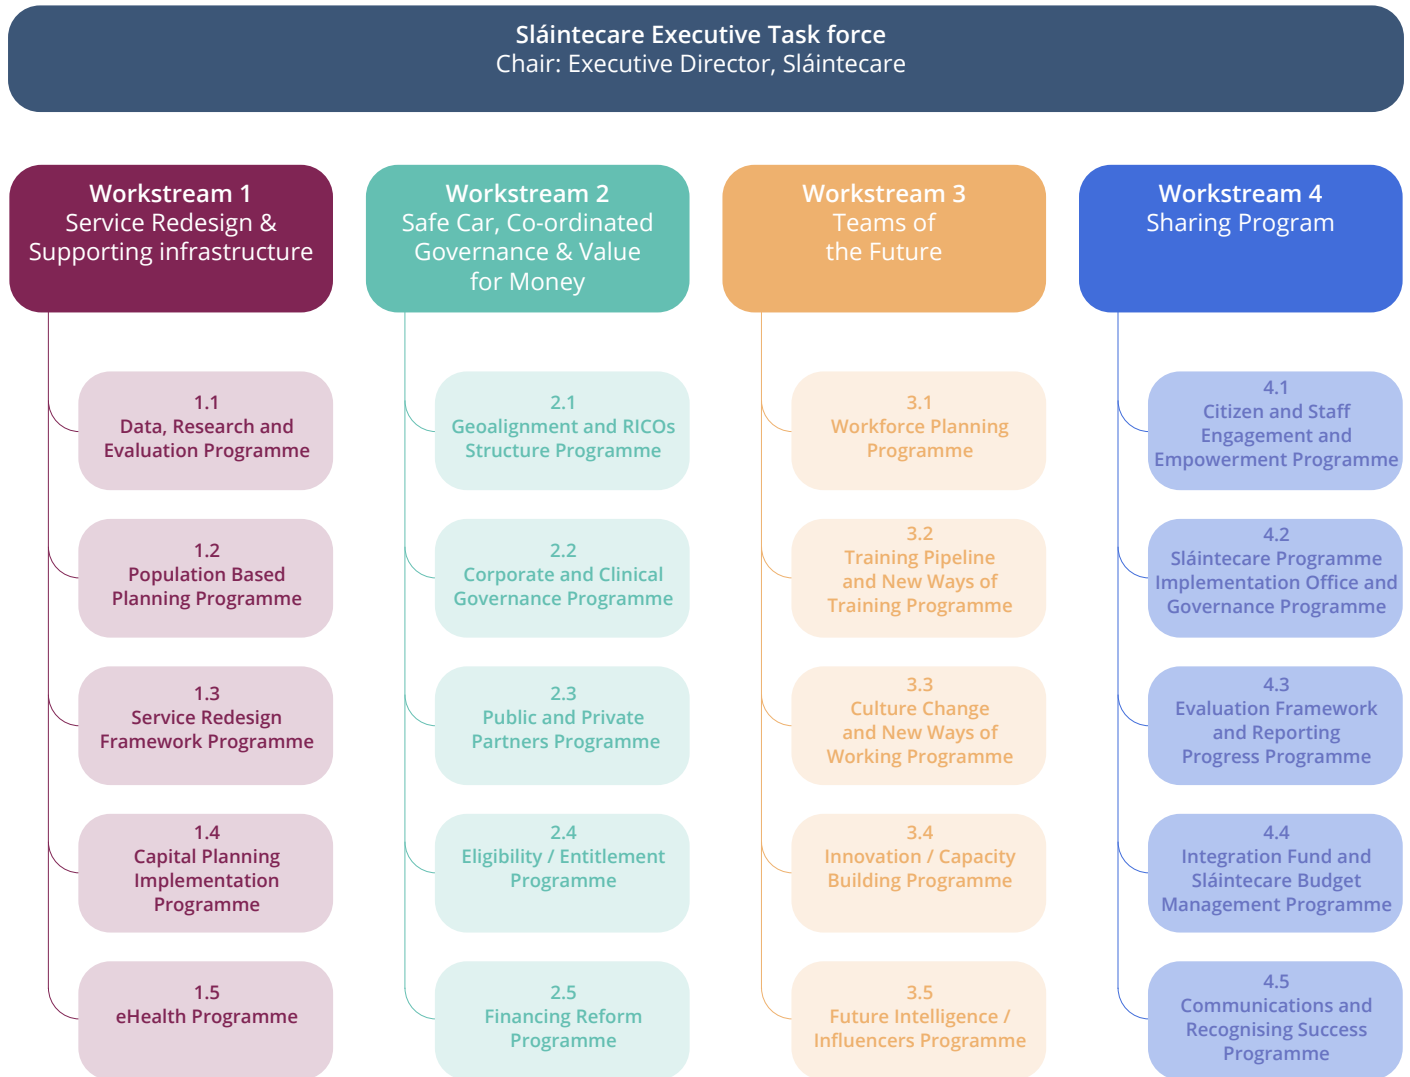 Sláintecare Executive Task force
Chair: Executive Director, Sláintecare
Workstream 1
Service Redesign &
Supporting infrastructure
1.1
Data, Research and
Evaluation Programme
1.2
Population Based
Planning Programme
1.3
Service Redesign
Framework Programme
1.4
Capital Planning
Implementation
Programme
1.5
eHealth Programme
Workstream 2
Safe Car, Co-ordinated
Governance & Value
for Money
2.1
Geoalignment and RICOs
Structure Programme
2.2
Corporate and Clinical
Governance Programme
2.3
Public and Private
Partners Programme
2.4
Eligibility / Entitlement
Programme
2.5
Financing Reform
Programme
Workstream 3
Teams of
the Future
3.1
Workforce Planning
Programme
3.2
Training Pipeline
and New Ways of
Training Programme
3.3
Culture Change
and New Ways of
Working Programme
3.4
Innovation / Capacity
Building Programme
3.5
Future Intelligence /
Influencers Programme
Workstream 4
Sharing Program
4.1
Citizen and Staff
Engagement and
Empowerment Programme
4.2
Sláintecare Programme
Implementation Office and
Governance Programme
4.3
Evaluation Framework
and Reporting
Progress Programme
4.4
Integration Fund and
Sláintecare Budget
Management Programme
4.5
Communications and
Recognising Success
Programme